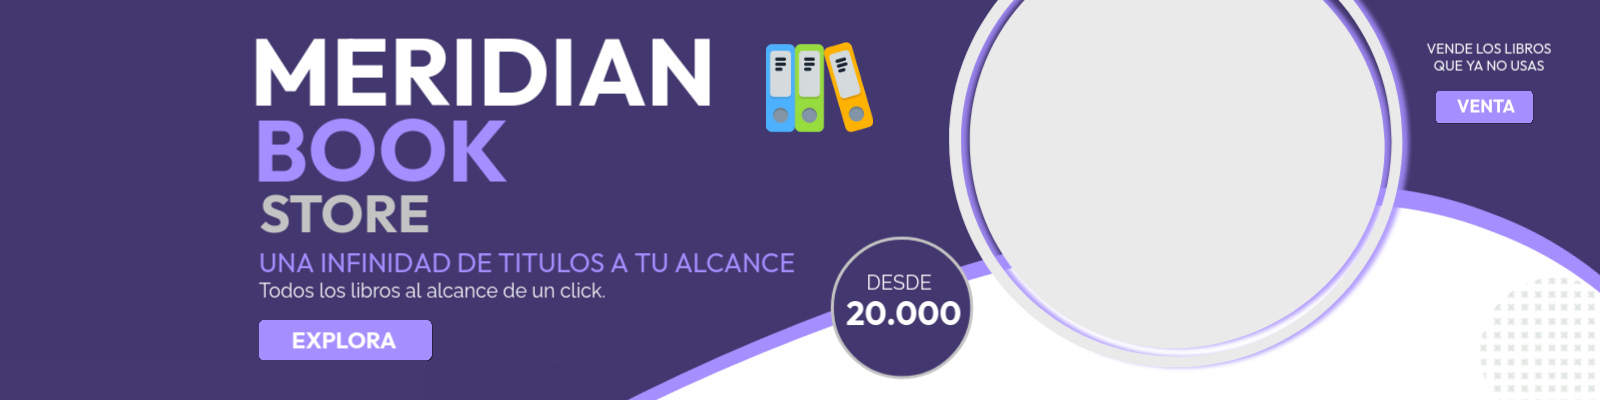 MERIDIAN
BOOK
STORE
UNA INFINIDAD DE TITULOS A TU ALCANCE
Todos los libros al alcance de un click.
EXPLORA
DESDE
20.000
VENDE LOS LIBROS
QUE YA NO USAS
VENTA